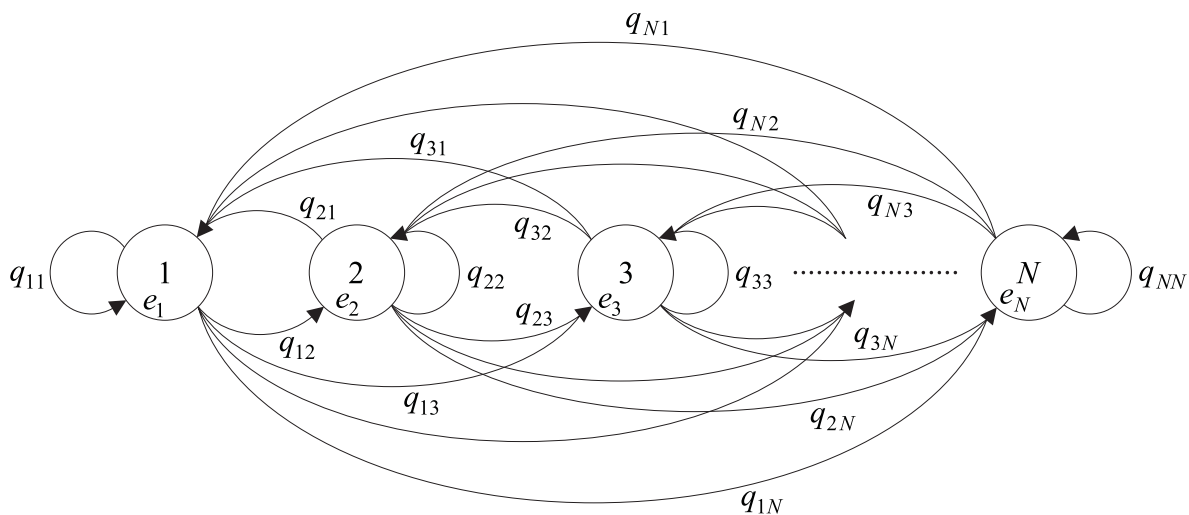 q_{N1}
q_{N2}
q_{31}
q_{21}
q_{32}
q_{N3}
q_{11}
1
e_1
2
e_2
q_{22}
3
e_3
q_{33}
N
e_N
q_{NN}
q_{23}
q_{12}
q_{3N}
q_{13}
q_{2N}
q_{1N}